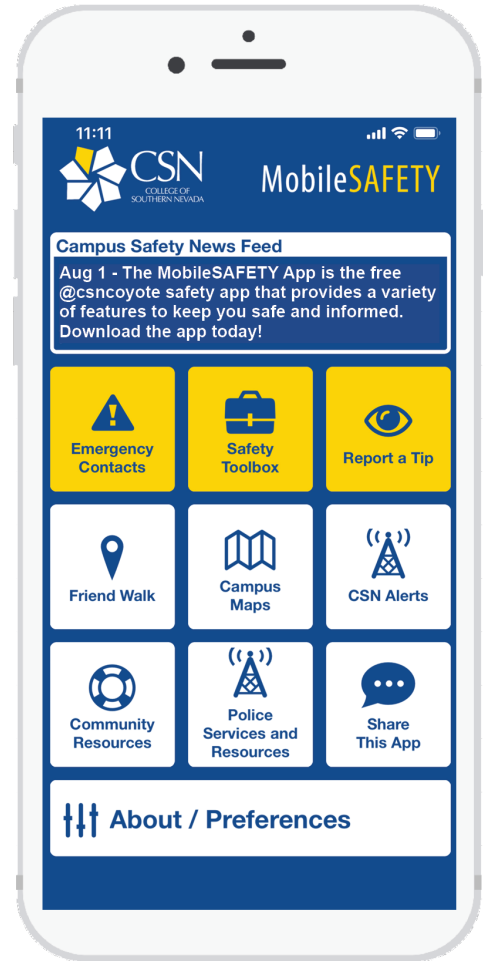 11:11
CSN
COLLEGE OF
SOUTHERN NEVADA
MobileSAFETY
Campus Safety News Feed
Aug 1 - The MobileSAFETY App is the free
@csncoyote safety app that provides a variety
of features to keep you safe and informed.
Download the app today!
Emergency
Contacts
Safety
Toolbox
Report a Tip
Friend Walk
Campus
Maps
CSN Alerts
Community
Resources
Police
Services and
Resources
Share
This App
About / Preferences